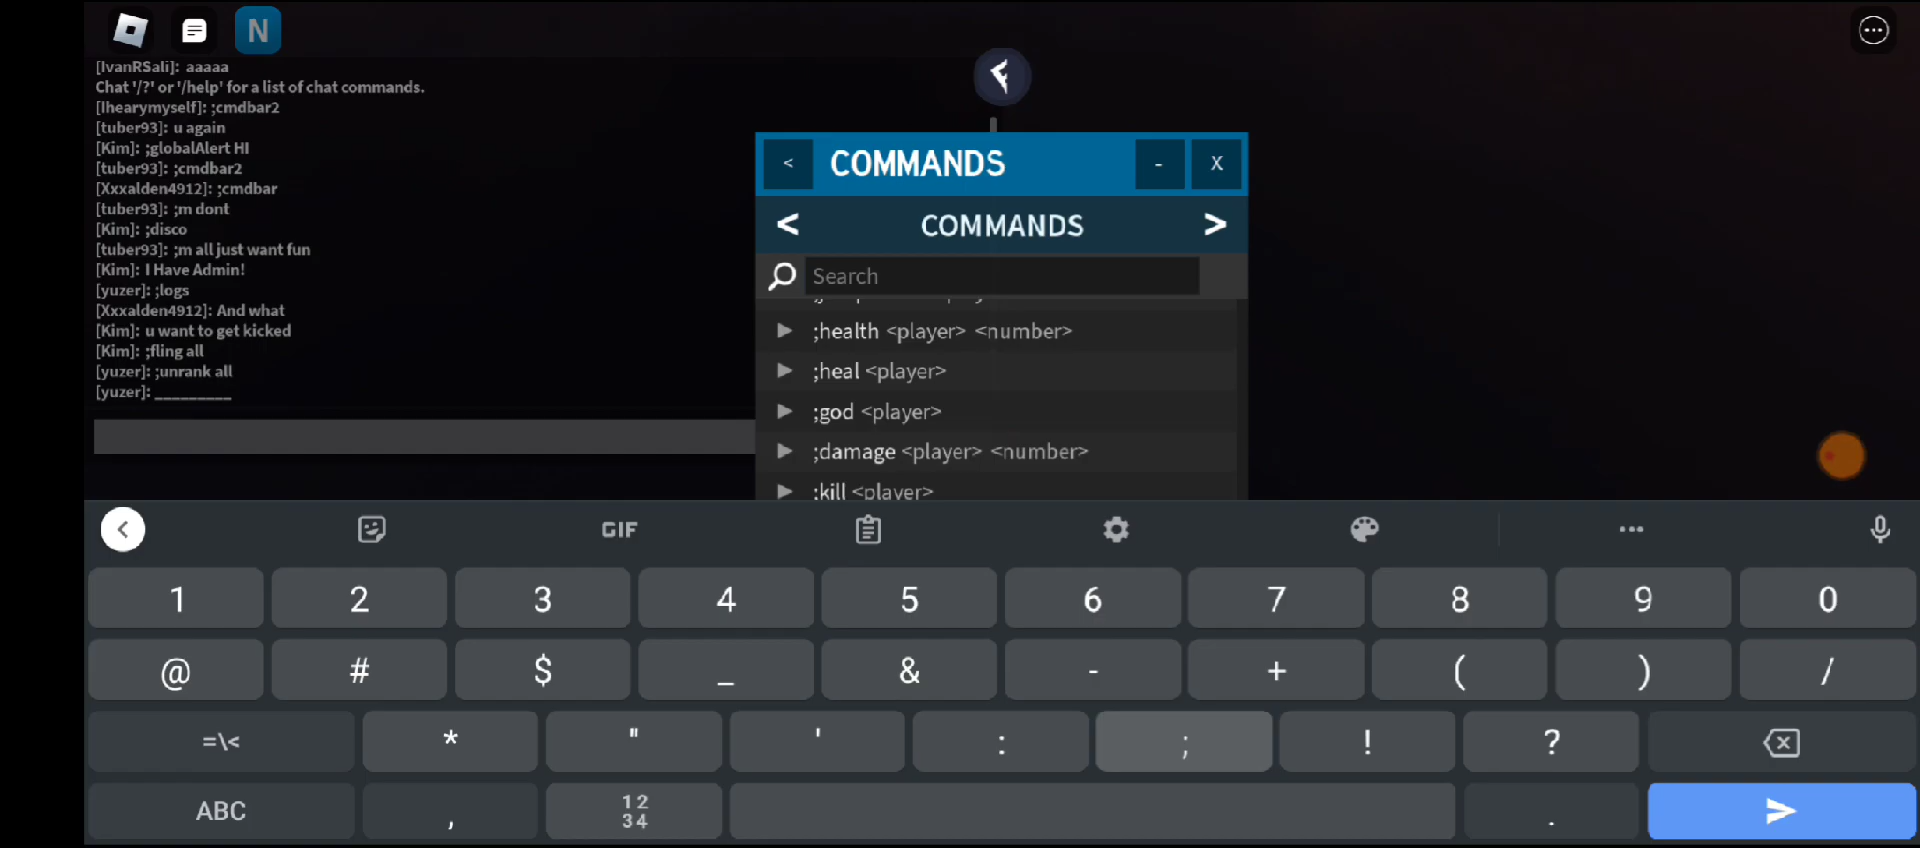 N
[IvanRSali]: aaaaa
Chat '/?' or '/help' for a list of chat commands.
[Ihearymyself]: ;cmdbar2
[tuber93]: u again
[Kim]: ;globalAlert HI
[tuber93]: ;cmdbar2
[Xxxalden4912]: ;cmdbar
[tuber93]: ;m dont
[Kim]: ;disco
[tuber93]: ;m all just want fun
[Kim]: I Have Admin!
[yuzer]: ;logs
[Xxxalden4912]: And what
[Kim]: u want to get kicked
[Kim]: ;fling all
[yuzer]: ;unrank all
[yuzer]: _________
< COMMANDS - X
< COMMANDS >
Search
;health <player> <number>
;heal <player>
;god <player>
;damage <player> <number>
;kill <player>
GIF
1 2 3 4 5 6 7 8 9 0
@ # $ _ & - + ( ) /
=\< * " ' : ; ! ?
ABC , 12 34 .